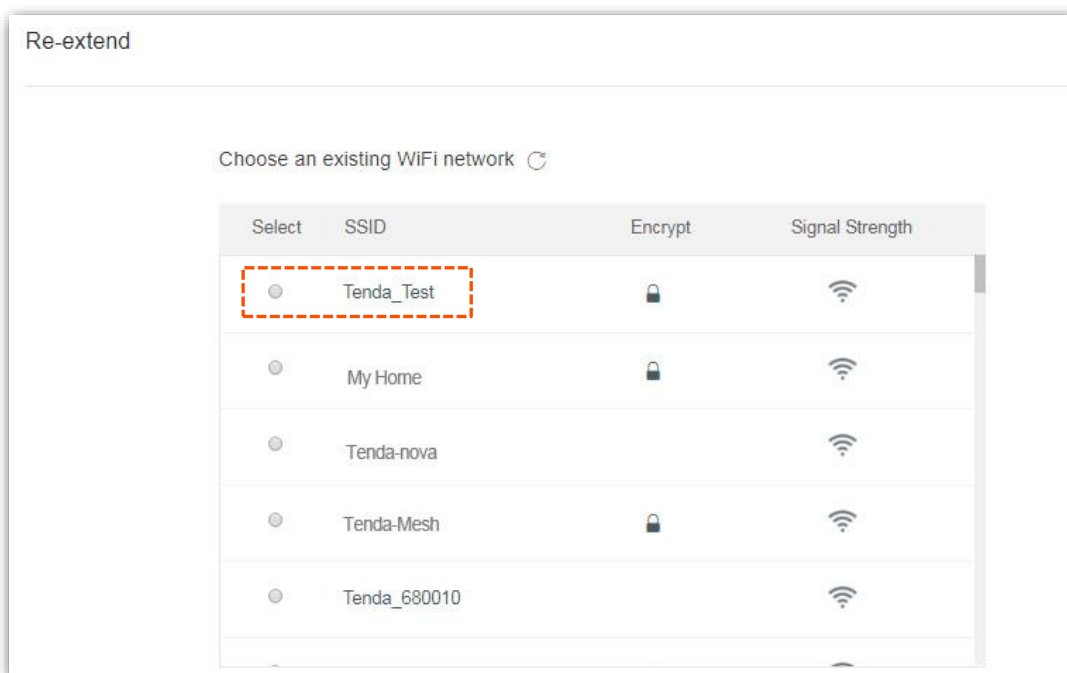 Re-extend
Choose an existing WiFi network
Select SSID Encrypt Signal Strength
Tenda_Test
My Home
Tenda-nova
Tenda-Mesh
Tenda_680010